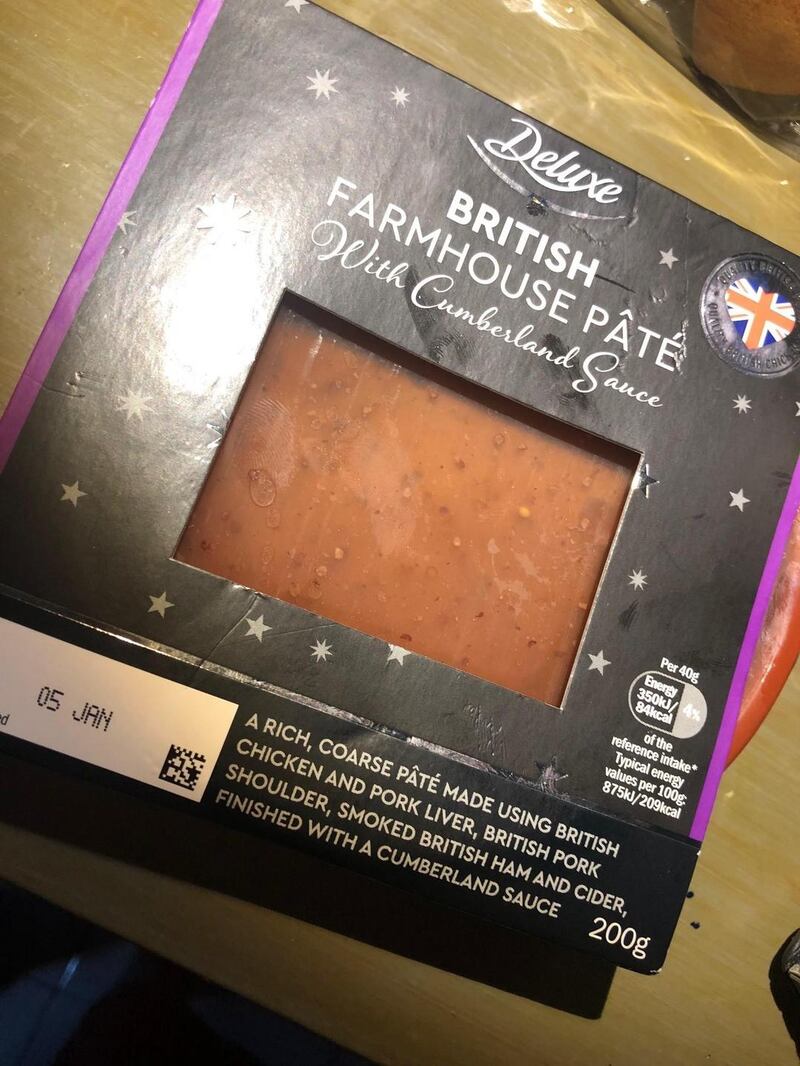 Deluxe
BRITISH
FARMHOUSE PÂTÉ
With Cumberland Sauce
05 JAN
Per 40g
Energy
350kJ/
84kcal
4%
of the
reference intake*
Typical energy
values per 100g:
875kJ/209kcal
A RICH, COARSE PÂTÉ MADE USING BRITISH
CHICKEN AND PORK LIVER, BRITISH PORK
SHOULDER, SMOKED BRITISH HAM AND CIDER,
FINISHED WITH A CUMBERLAND SAUCE
200g